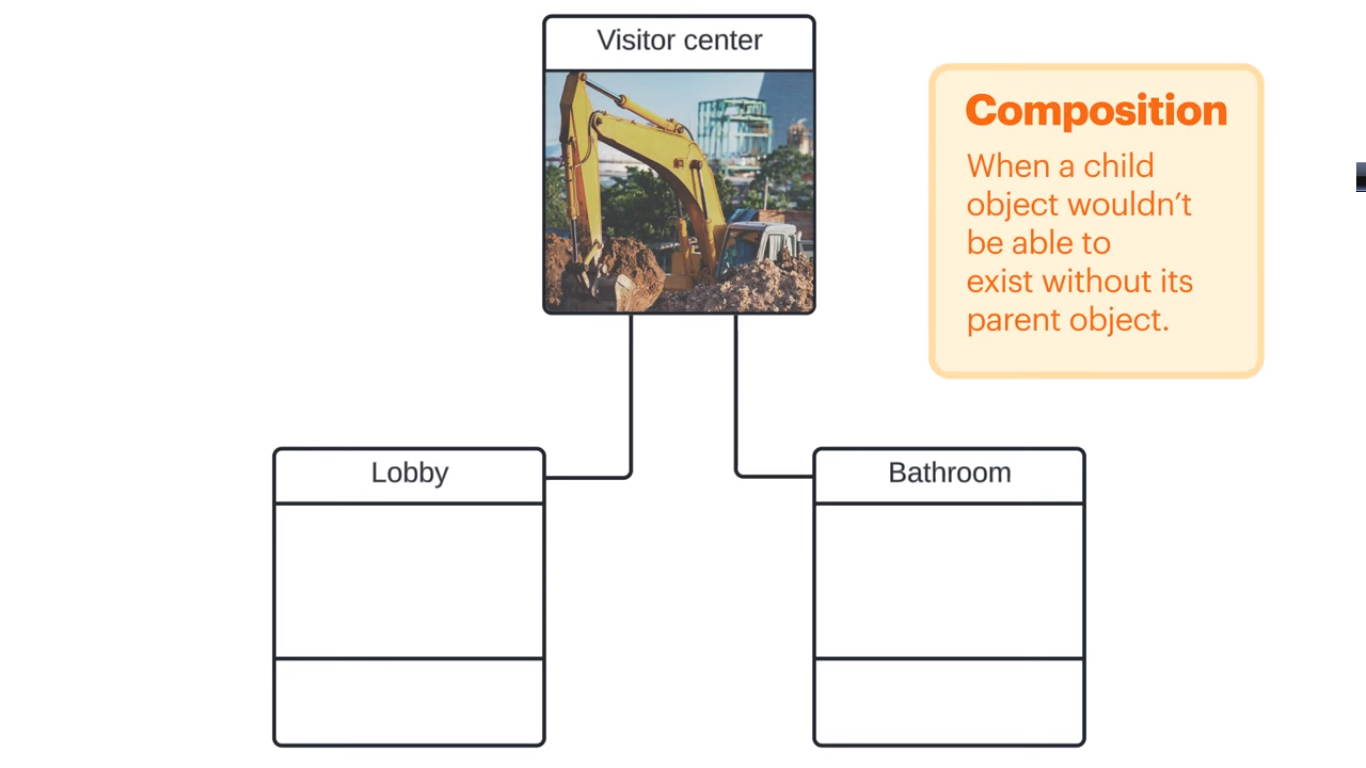 Visitor center
Composition
When a child
object wouldn’t
be able to
exist without its
parent object.
Lobby
Bathroom